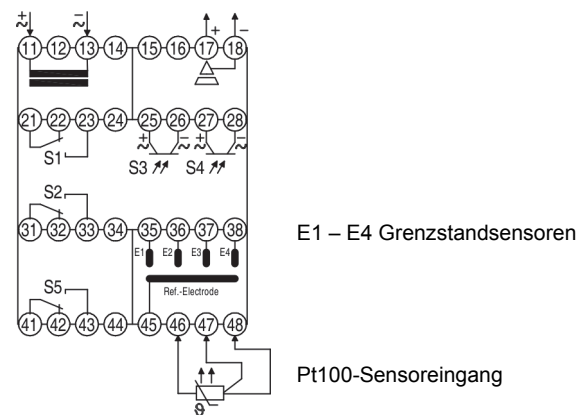 ≂ + ≂ − + −
11 12 13 14 15 16 17 18
21 22 23 24 25 26 27 28
S1 ≂ + ≂ − ≂ + ≂ −
S3 S4
S2
31 32 33 34 35 36 37 38
E1 E2 E3 E4
E1 – E4 Grenzstandsensoren
S5 Ref.-Electrode
41 42 43 44 45 46 47 48
Pt100-Sensoreingang
ϑ